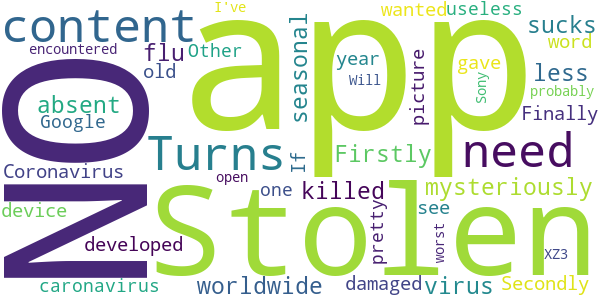 I've
wanted useless
content
encountered
flu Other
old
app
seasonal
year
Will
picture
gave
Sony
sucks
word
less
probably
Finally
absent
Google
NO
Turns
If
Firstly
need
Coronavirus
open
one killed
mysteriously
device
developed
Stolen
pretty
see
worst
XZ3
caronavirus
worldwide
damaged virus
Secondly